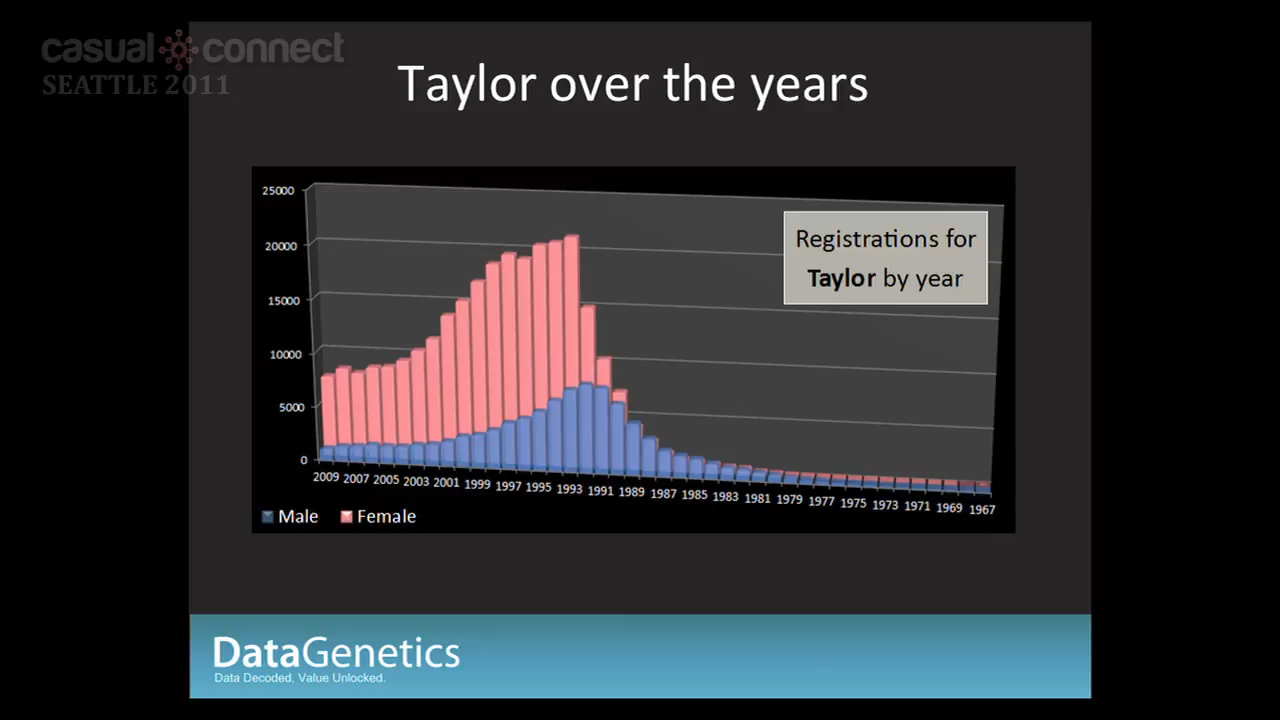 casual connect
SEATTLE 2011
Taylor over the years
25000
20000
15000
10000
5000
0
Registrations for
Taylor by year
2009 2007 2005 2003 2001 1999 1997 1995 1993 1991 1989 1987 1985 1983 1981 1979 1977 1975 1973 1971 1969 1967
Male Female
DataGenetics
Data Decoded, Value Unlocked.